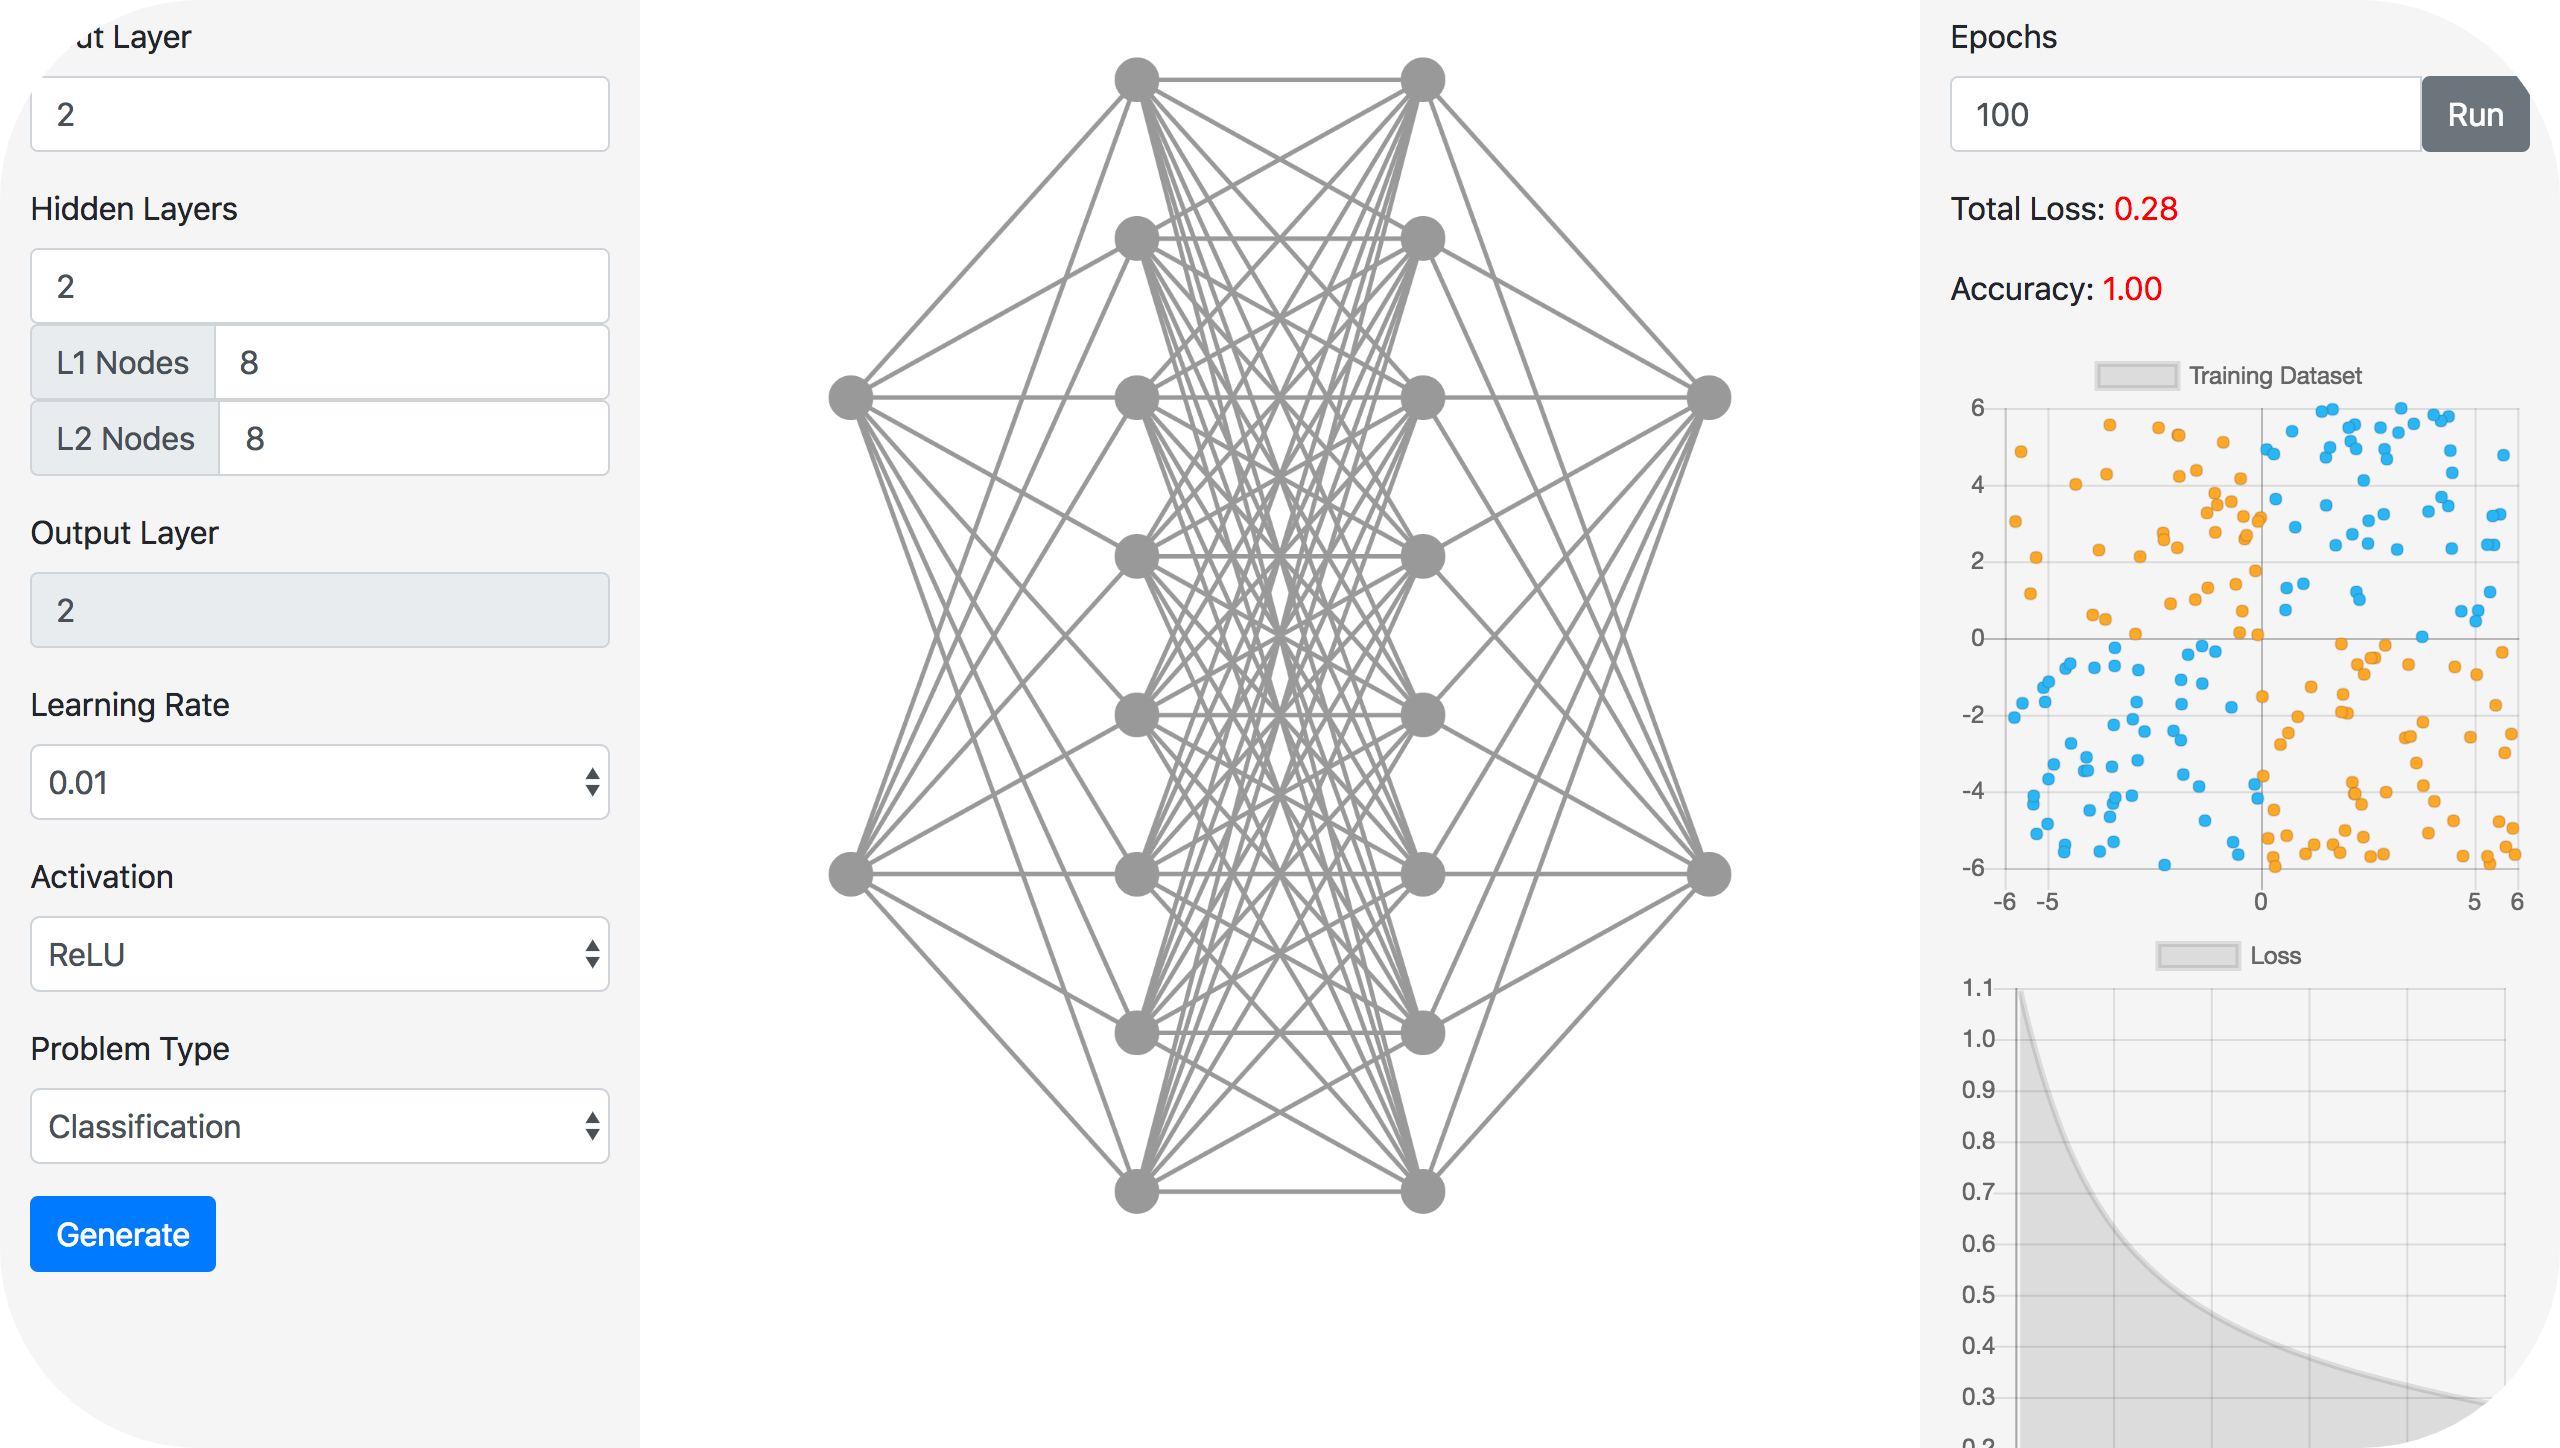 ut Layer
2
Hidden Layers
2
L1 Nodes 8
L2 Nodes 8
Output Layer
2
Learning Rate
0.01
Activation
ReLU
Problem Type
Classification
Generate
Epochs
100 Run
Total Loss: 0.28
Accuracy: 1.00
Training Dataset
6
4
2
0
-2
-4
-6
-6 -5 0 5 6
Loss
1.1
1.0
0.9
0.8
0.7
0.6
0.5
0.4
0.3
0.2